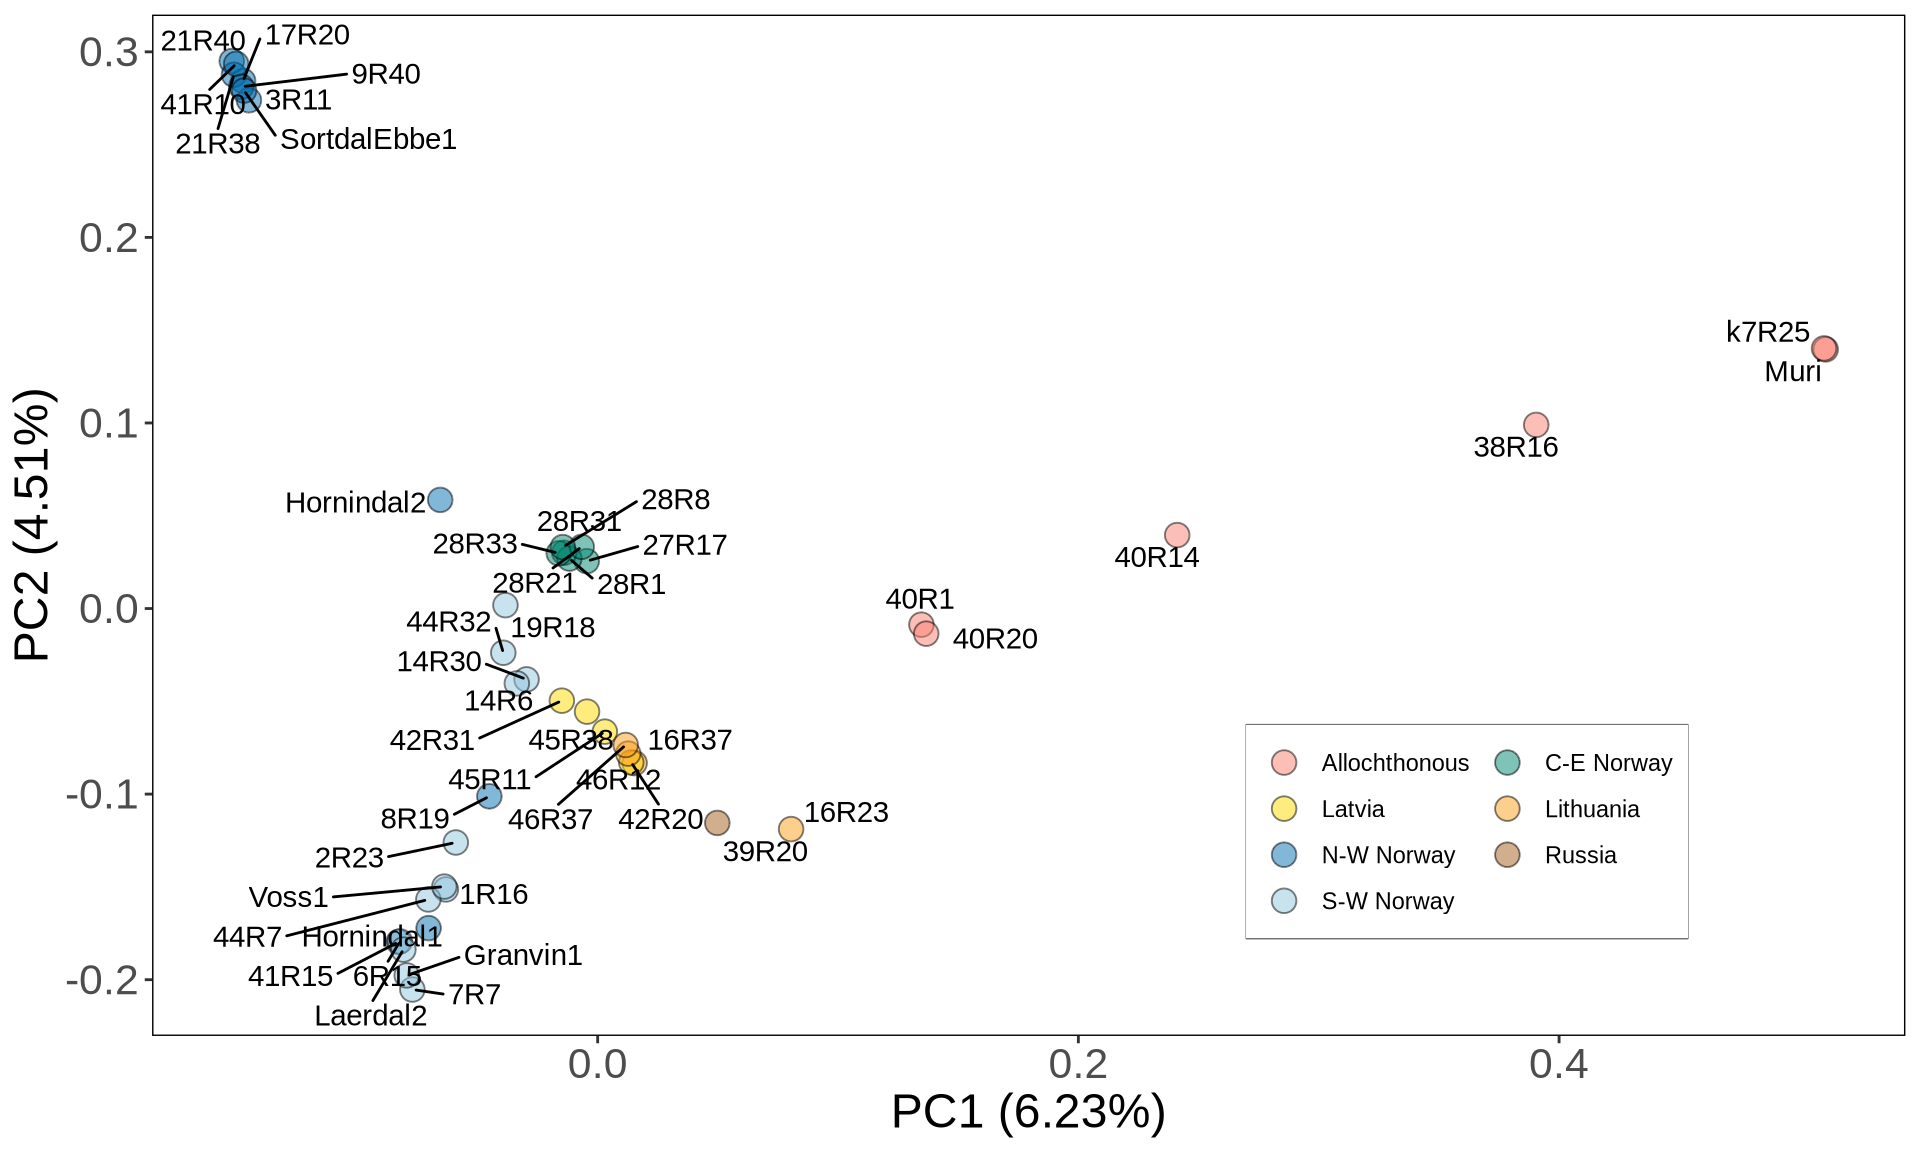 0.3
0.2
0.1
0.0
-0.1
-0.2
PC2 (4.51%)
21R40
17R20
9R40
41R10
3R11
21R38
SortdalEbbe1
k7R25
Muri
38R16
Hornindal2
28R8
28R31
28R33
27R17
28R21
28R1
40R14
40R1
40R20
44R32
19R18
14R30
14R6
42R31
45R38
16R37
45R11
46R12
8R19
46R37
42R20
16R23
39R20
2R23
Voss1
1R16
44R7
Hornindal1
Granvin1
41R15
6R15
7R7
Laerdal2
Allochthonous
C-E Norway
Latvia
Lithuania
N-W Norway
Russia
S-W Norway
0.0
0.2
0.4
PC1 (6.23%)